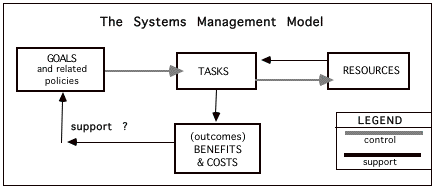 The Systems Management Model
GOALS
and related
policies
TASKS
RESOURCES
support ?
(outcomes)
BENEFITS
& COSTS
LEGEND
control
support